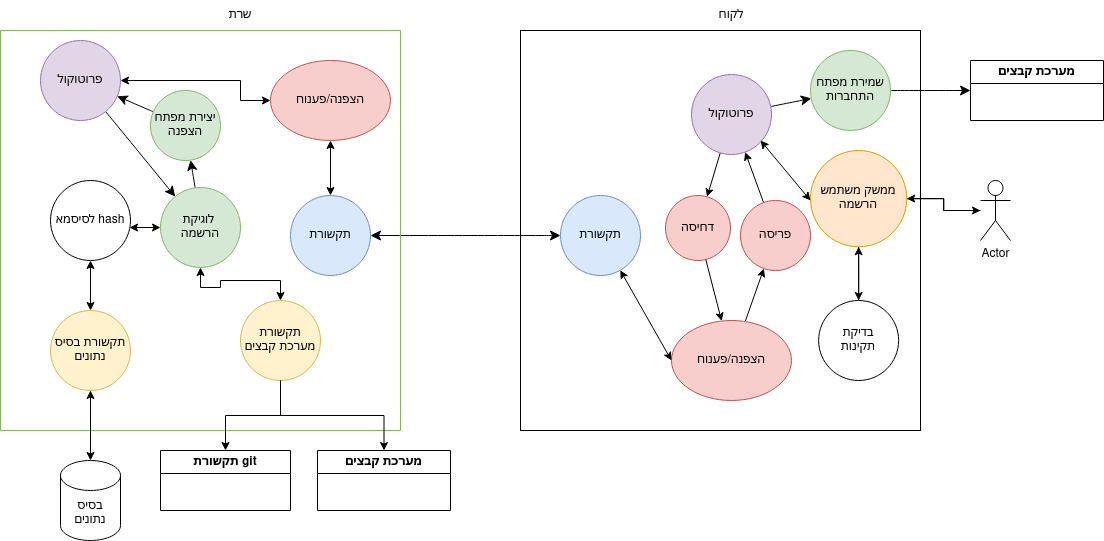 שרת
לקוח
פרוטוקול
הצפנה/פענוח
יצירת מפתח
הצפנה
hash לסיסמא
לוגיקת
הרשמה
תקשורת
תקשורת בסיס
נתונים
תקשורת
מערכת קבצים
git תקשורת
מערכת קבצים
בסיס
נתונים
שמירת מפתח
התחברות
מערכת קבצים
פרוטוקול
ממשק משתמש
הרשמה
דחיסה
פריסה
תקשורת
Actor
בדיקת
תקינות
הצפנה/פענוח